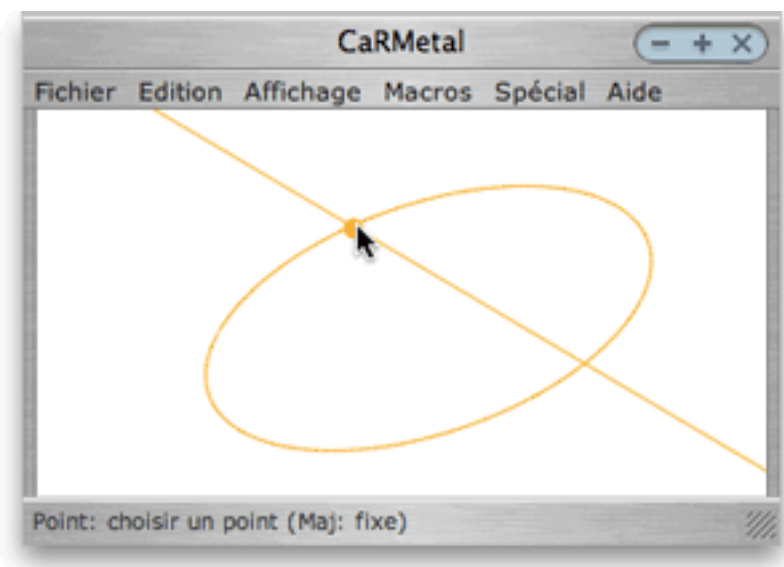 CaRMetal
Fichier Edition Affichage Macros Spécial Aide
Point: choisir un point (Maj: fixe)